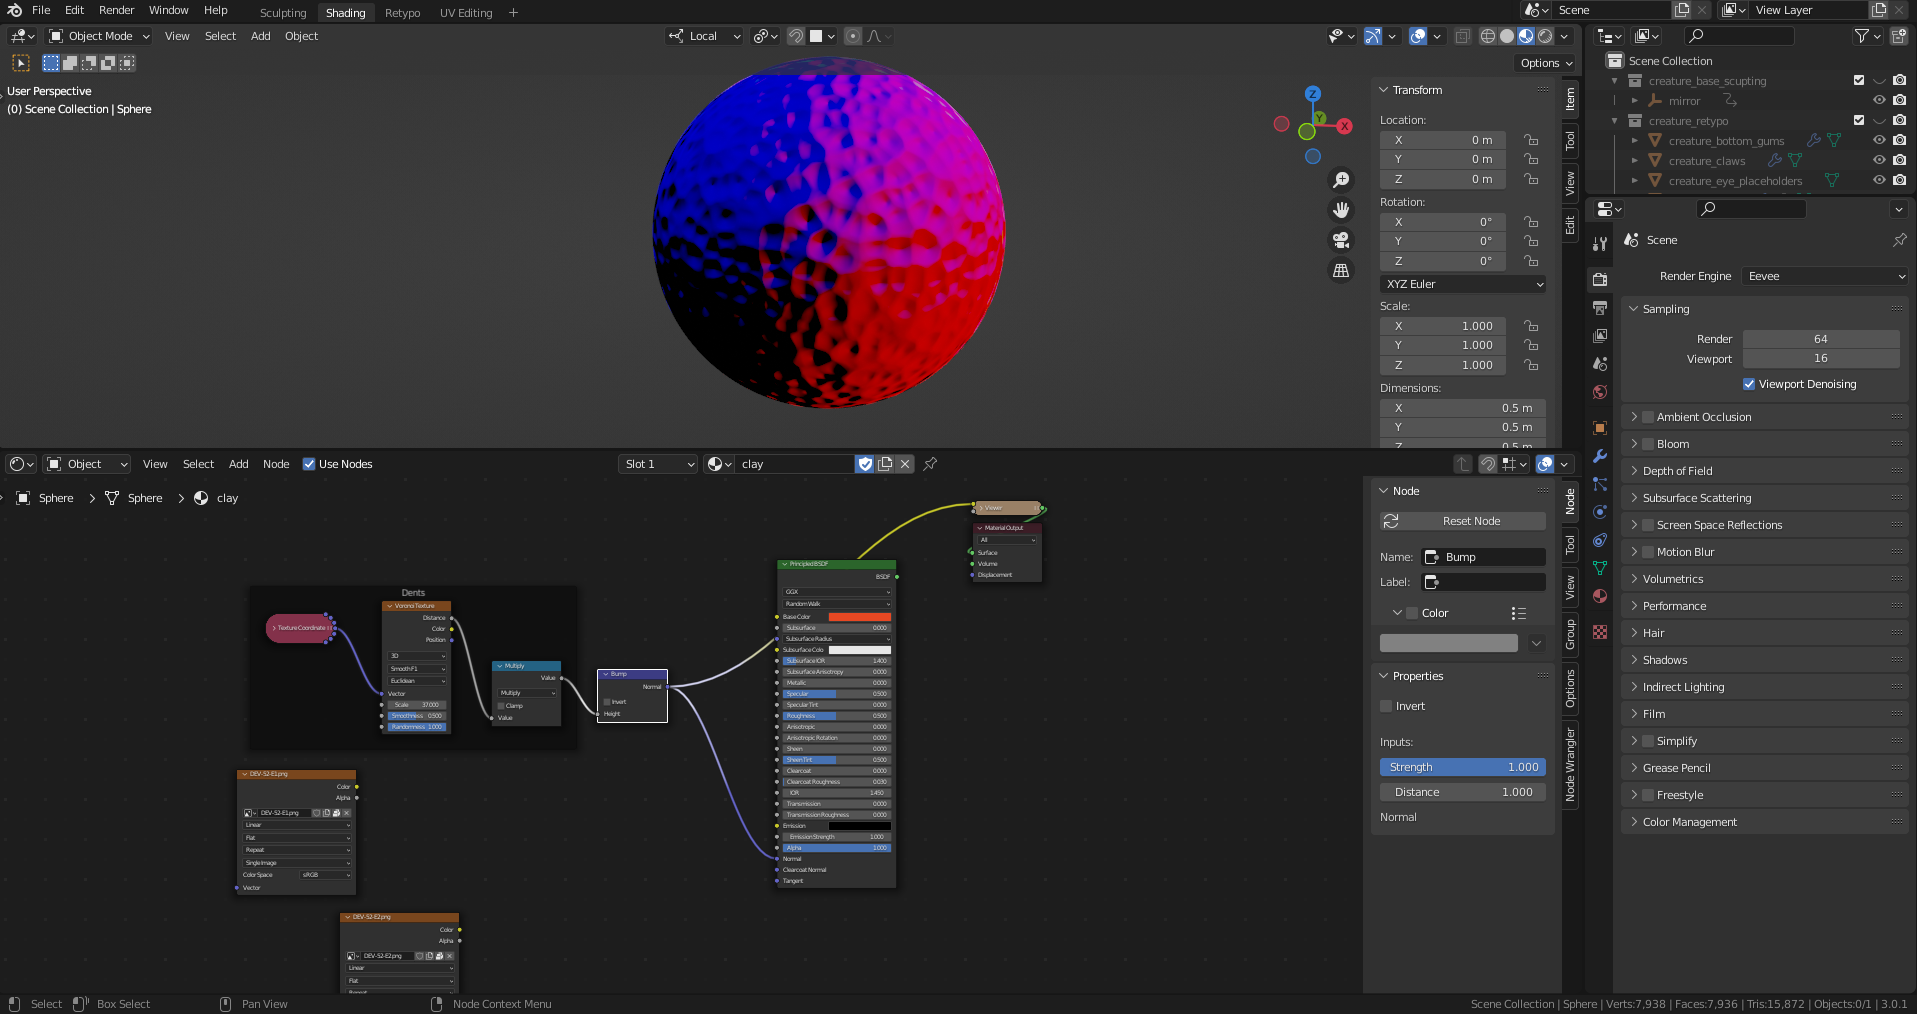 File Edit Render Window Help Sculpting Shading Retypo UV Editing + Scene View Layer
Object Mode View Select Add Object Local
Options
User Perspective
(0) Scene Collection | Sphere
Z
Y
X
Transform
Location:
X 0 m
Y 0 m
Z 0 m
Rotation:
X 0°
Y 0°
Z 0°
XYZ Euler
Scale:
X 1.000
Y 1.000
Z 1.000
Dimensions:
X 0.5 m
Y 0.5 m
Z 0.5 m
Item
Tool
View
Edit
Scene Collection
creature_base_scupting
mirror
creature_retypo
creature_bottom_gums
creature_claws
creature_eye_placeholders
Scene
Render Engine Eevee
Sampling
Render 64
Viewport 16
Viewport Denoising
Ambient Occlusion
Bloom
Depth of Field
Subsurface Scattering
Screen Space Reflections
Motion Blur
Volumetrics
Performance
Hair
Shadows
Indirect Lighting
Film
Simplify
Grease Pencil
Freestyle
Color Management
Object View Select Add Node Use Nodes Slot 1 clay
Sphere > Sphere > clay
Dents
Texture Coordinate
Voronoi Texture
Distance
Color
Position
3D
Smooth F1
Euclidean
Vector
Scale 37.000
Smoothness 0.500
Randomness 1.000
Multiply
Value
Multiply
Clamp
Value
Bump
Normal
Invert
Height
Principled BSDF
BSDF
GGX
Random Walk
Base Color
Subsurface 0.000
Subsurface Radius
Subsurface Colo
Subsurface IOR 1.400
Subsurface Anisotropy 0.000
Metallic 0.000
Specular 0.500
Specular Tint 0.000
Roughness 0.500
Anisotropic 0.000
Anisotropic Rotation 0.000
Sheen 0.000
Sheen Tint 0.500
Clearcoat 0.000
Clearcoat Roughness 0.030
IOR 1.450
Transmission 0.000
Transmission Roughness 0.000
Emission
Emission Strength 1.000
Alpha 1.000
Normal
Clearcoat Normal
Tangent
Viewer
Material Output
All
Surface
Volume
Displacement
DEV-S2-E1.png
Color
Alpha
DEV-S2-E1.png
Linear
Flat
Repeat
Single Image
Color Space sRGB
Vector
DEV-S2-E2.png
Color
Alpha
DEV-S2-E2.png
Linear
Flat
Repeat
Node
Reset Node
Name: Bump
Label:
Color
Properties
Invert
Inputs:
Strength 1.000
Distance 1.000
Normal
Node
Tool
View
Group
Options
Node Wrangler
Select Box Select Pan View Node Context Menu Scene Collection | Sphere | Verts:7,938 | Faces:7,936 | Tris:15,872 | Objects:0/1 | 3.0.1